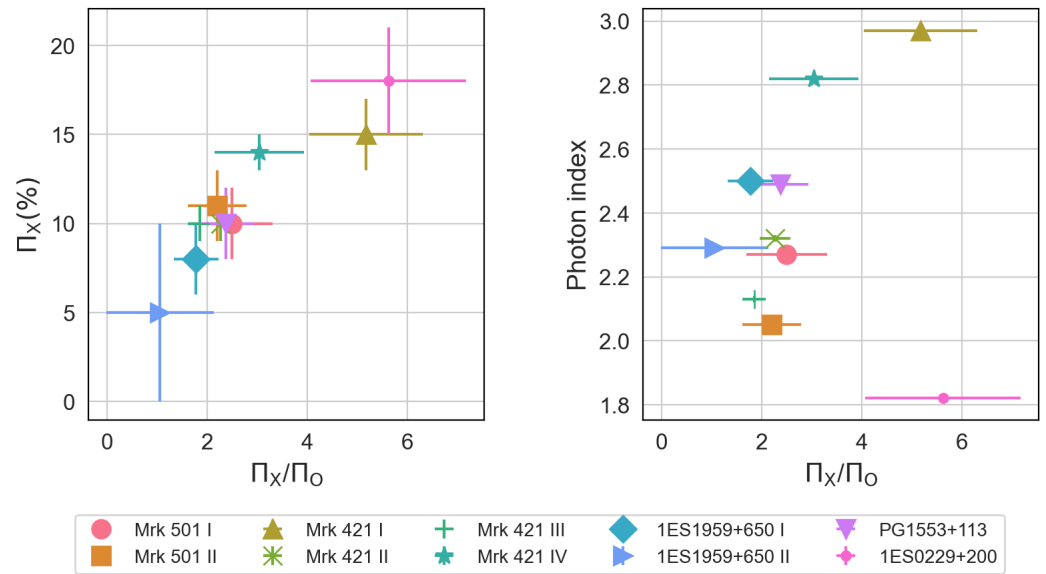 Π_X(%)
20
15
10
5
0
0 2 4 6
Π_X/Π_O
Photon index
3.0
2.8
2.6
2.4
2.2
2.0
1.8
0 2 4 6
Π_X/Π_O
Mrk 501 I Mrk 421 I Mrk 421 III 1ES1959+650 I PG1553+113
Mrk 501 II Mrk 421 II Mrk 421 IV 1ES1959+650 II 1ES0229+200